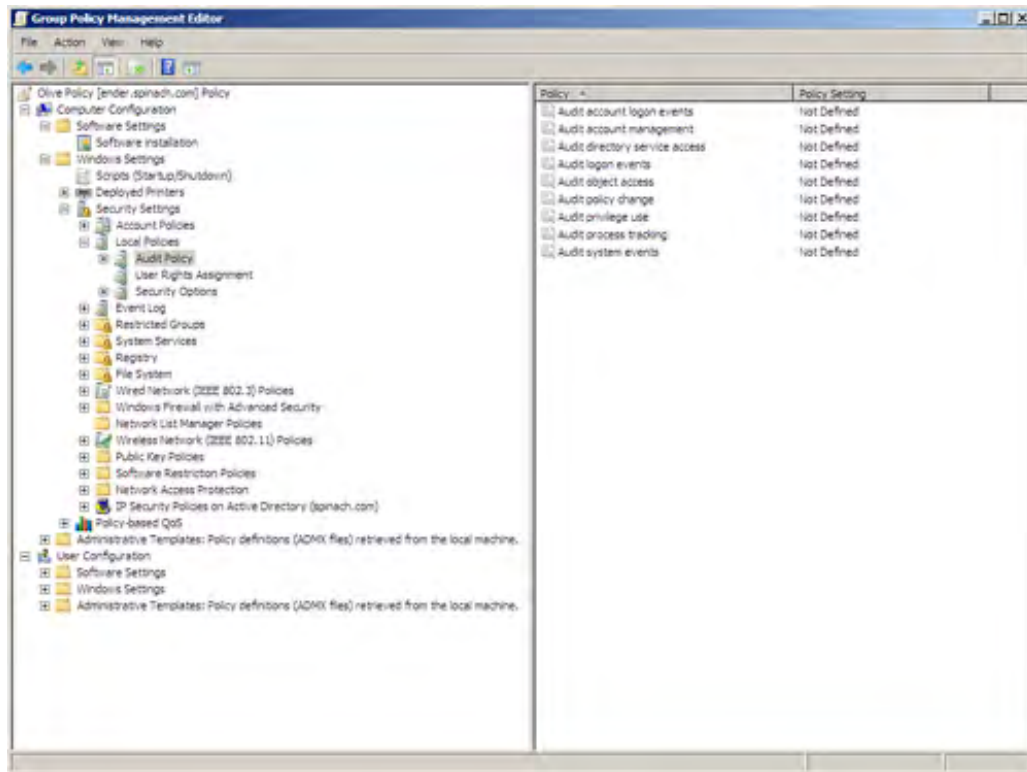 Group Policy Management Editor
File Action View Help
Olive Policy [ender.spinach.com] Policy
Computer Configuration
Software Settings
Software installation
Windows Settings
Scripts (Startup/Shutdown)
Deployed Printers
Security Settings
Account Policies
Local Policies
Audit Policy
User Rights Assignment
Security Options
Event Log
Restricted Groups
System Services
Registry
File System
Wired Network (IEEE 802.3) Policies
Windows Firewall with Advanced Security
Network List Manager Policies
Wireless Network (IEEE 802.11) Policies
Public Key Policies
Software Restriction Policies
Network Access Protection
IP Security Policies on Active Directory (spinach.com)
Policy-based QoS
Administrative Templates: Policy definitions (ADMX files) retrieved from the local machine.
User Configuration
Software Settings
Windows Settings
Administrative Templates: Policy definitions (ADMX files) retrieved from the local machine.
Policy Policy Setting
Audit account logon events Not Defined
Audit account management Not Defined
Audit directory service access Not Defined
Audit logon events Not Defined
Audit object access Not Defined
Audit policy change Not Defined
Audit privilege use Not Defined
Audit process tracking Not Defined
Audit system events Not Defined